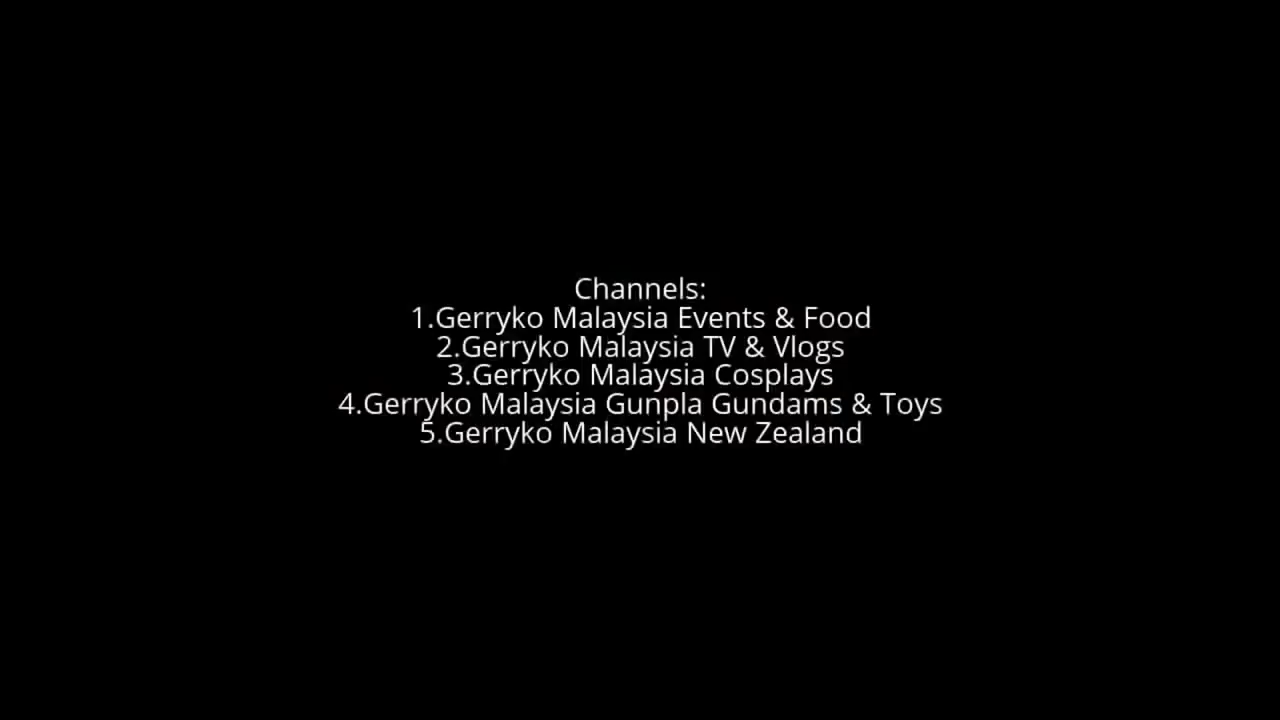 Channels:
1.Gerryko Malaysia Events & Food
2.Gerryko Malaysia TV & Vlogs
3.Gerryko Malaysia Cosplays
4.Gerryko Malaysia Gunpla Gundams & Toys
5.Gerryko Malaysia New Zealand